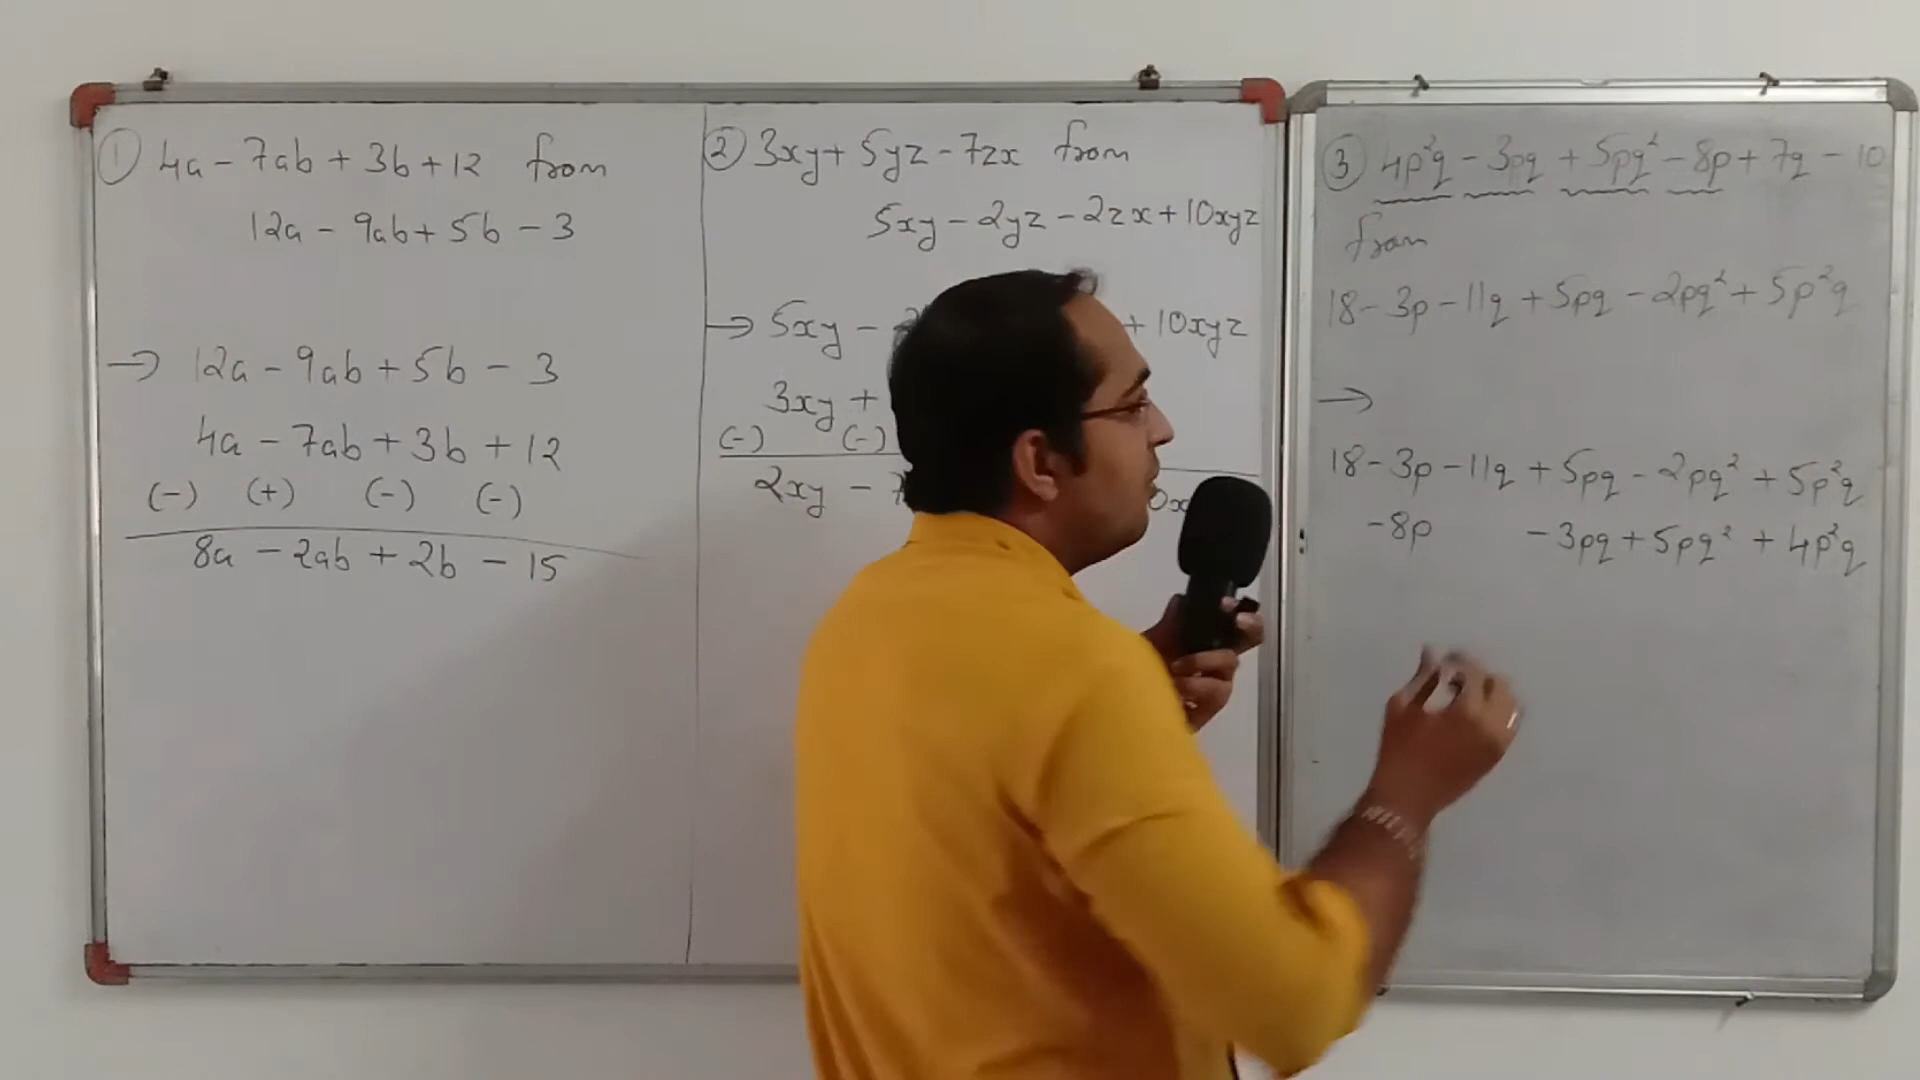 ① 4a - 7ab + 3b + 12 from
12a - 9ab + 5b - 3
→ 12a - 9ab + 5b - 3
4a - 7ab + 3b + 12
(-) (+) (-) (-)
8a - 2ab + 2b - 15
② 3xy + 5yz - 7zx from
5xy - 2yz - 2zx + 10xyz
→ 5xy - + 10xyz
3xy +
(-) (-)
2xy -
③ 4p²q - 3pq + 5pq² - 8p + 7q - 10
from
18 - 3p - 11q + 5pq - 2pq² + 5p²q
→
18 - 3p - 11q + 5pq - 2pq² + 5p²q
-8p - 3pq + 5pq² + 4p²q